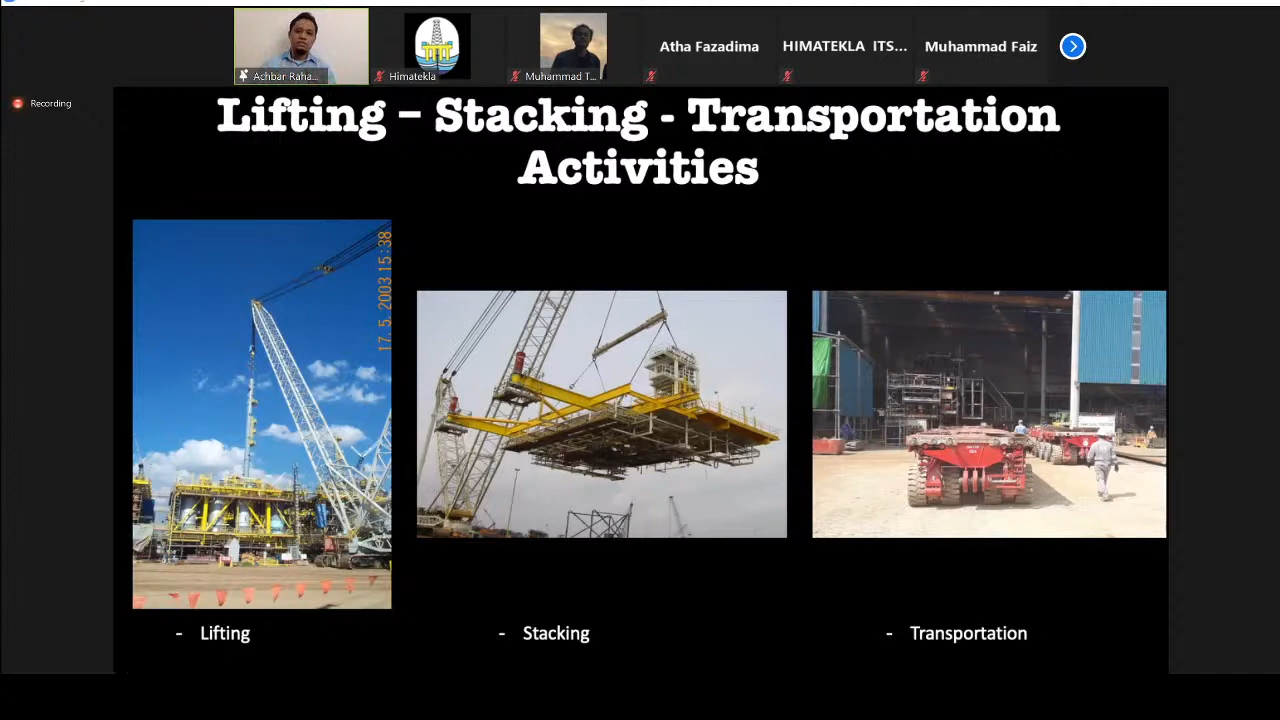 Achbar Raha...
Himatekla
Muhammad T...
Atha Fazadima
HIMATEKLA ITS...
Muhammad Faiz
Recording
Lifting – Stacking - Transportation
Activities
17. 5. 2003 15:38
- Lifting
- Stacking
- Transportation